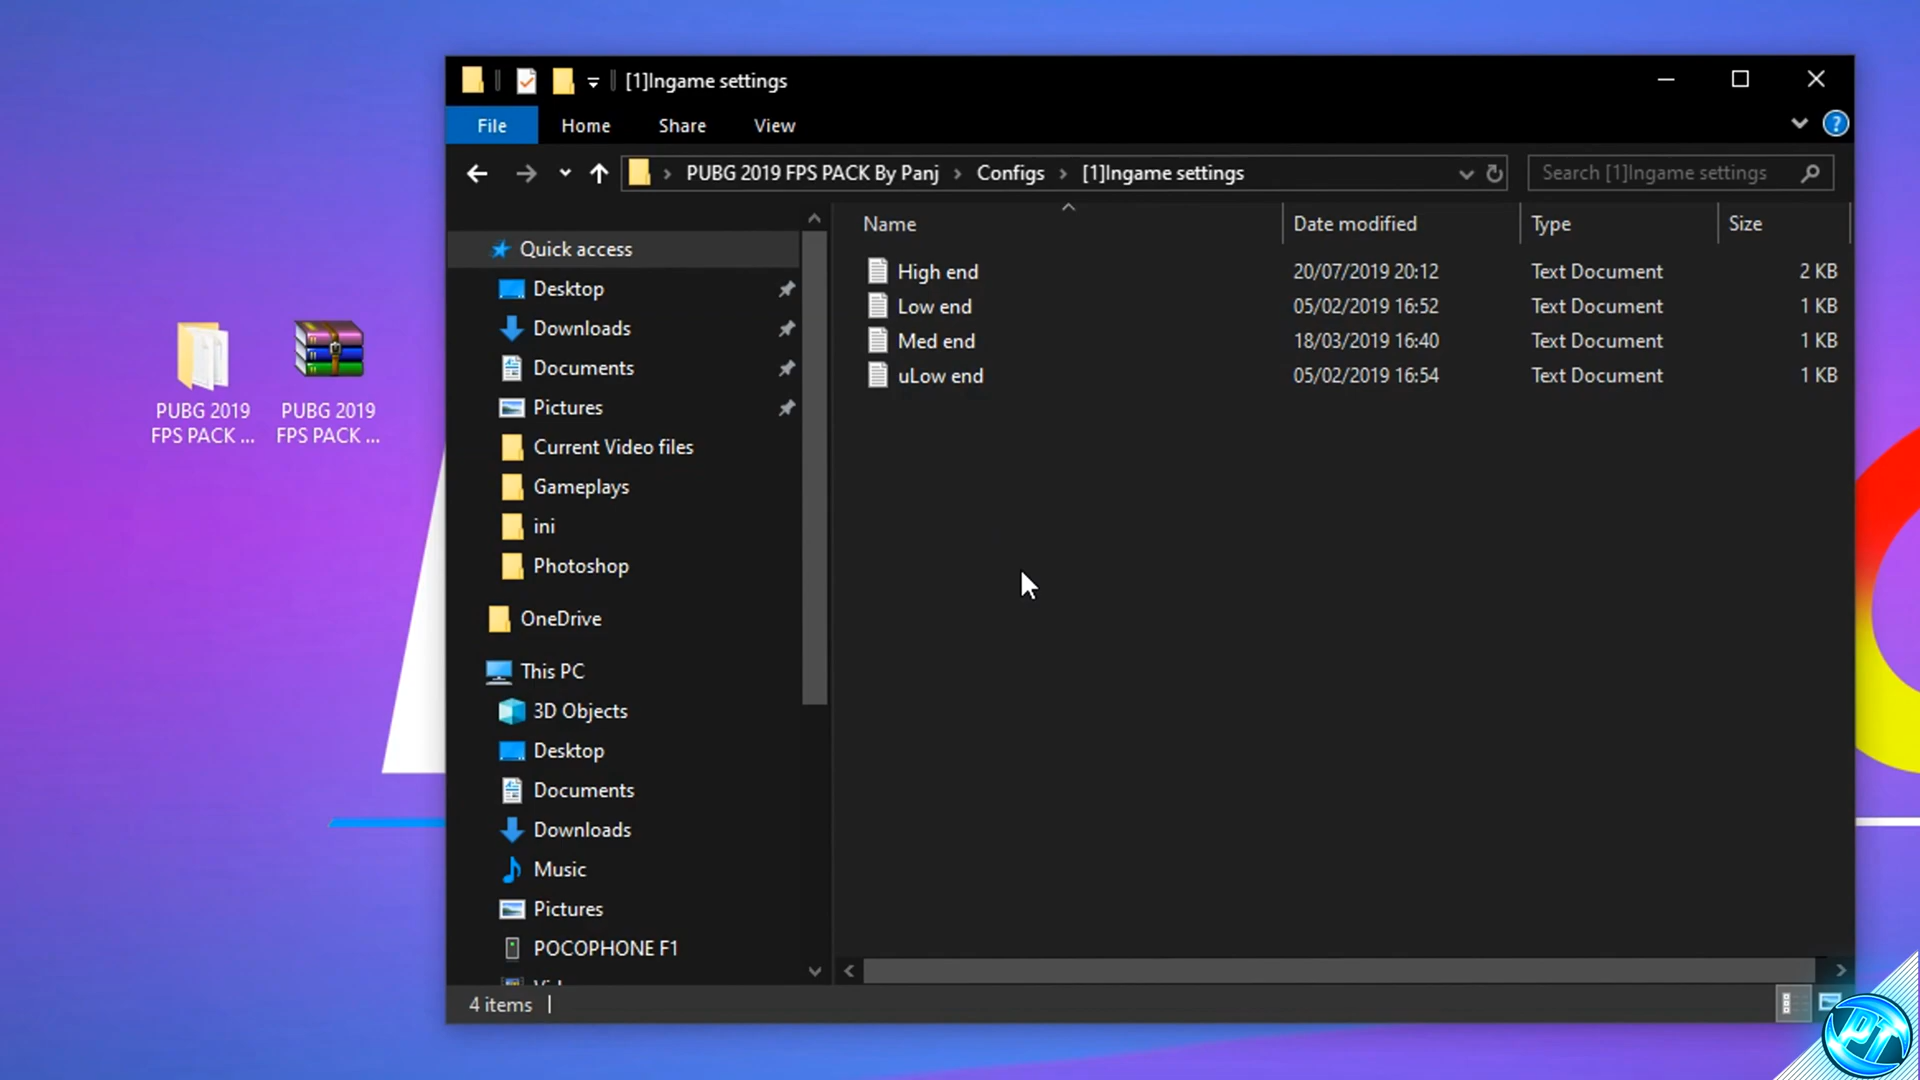 [1]Ingame settings
File Home Share View
PUBG 2019 FPS PACK By Panj Configs [1]Ingame settings Search [1]Ingame settings
Name Date modified Type Size
Quick access
Desktop
Downloads
Documents
Pictures
Current Video files
Gameplays
ini
Photoshop
OneDrive
This PC
3D Objects
Desktop
Documents
Downloads
Music
Pictures
POCOPHONE F1
High end 20/07/2019 20:12 Text Document 2 KB
Low end 05/02/2019 16:52 Text Document 1 KB
Med end 18/03/2019 16:40 Text Document 1 KB
uLow end 05/02/2019 16:54 Text Document 1 KB
PUBG 2019
FPS PACK ...
PUBG 2019
FPS PACK ...
4 items
PT